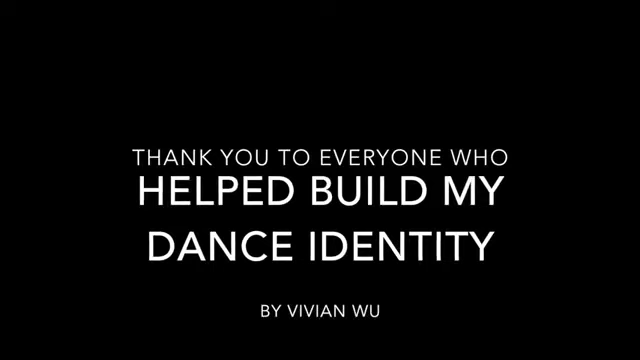 THANK YOU TO EVERYONE WHO
HELPED BUILD MY
DANCE IDENTITY
BY VIVIAN WU